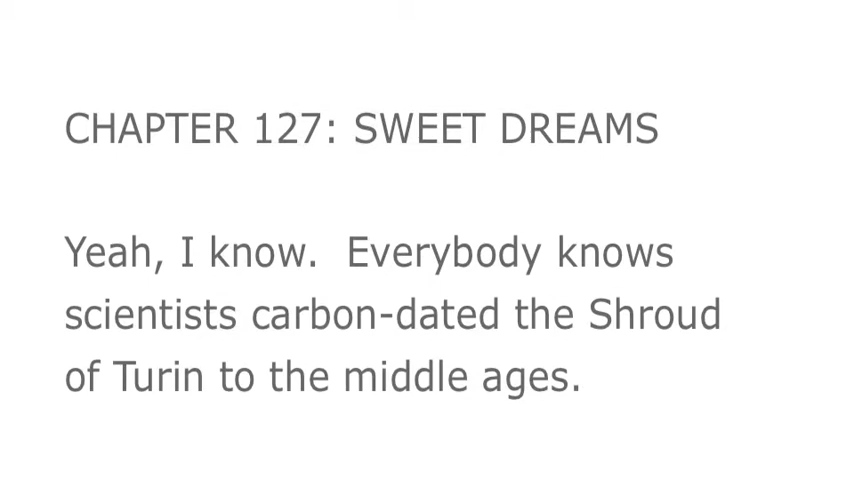 CHAPTER 127: SWEET DREAMS
Yeah, I know.  Everybody knows
scientists carbon-dated the Shroud
of Turin to the middle ages.